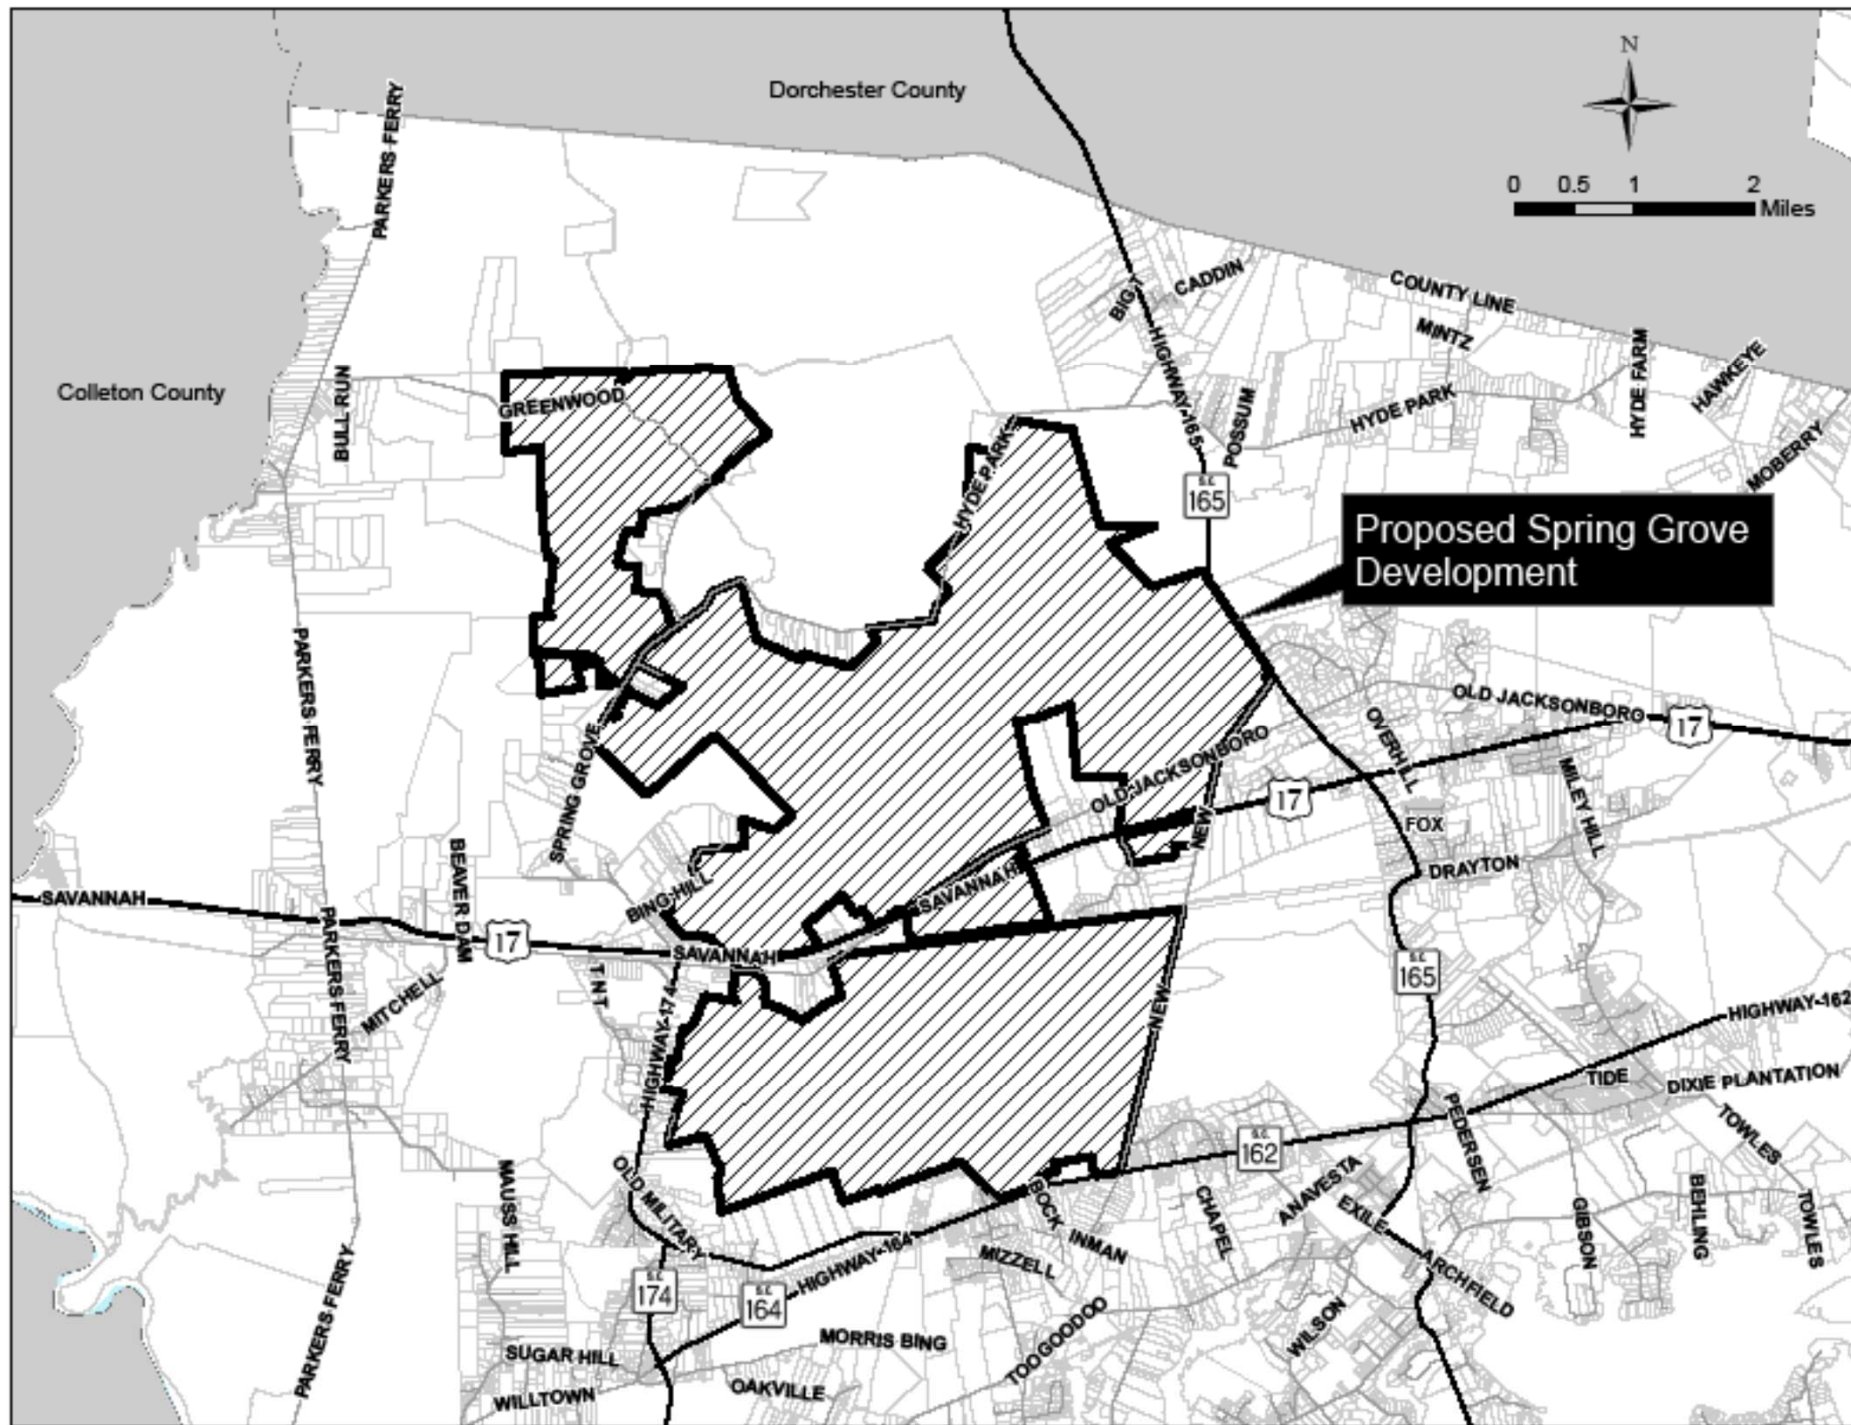 Dorchester County
N
0 0.5 1 2
Miles
PARKERS FERRY
CADDIN
BIG T
COUNTY LINE
MINTZ
HIGHWAY-165
HYDE FARM
HAWKEYE
Colleton County
BULL RUN
GREENWOOD
POSSUM
HYDE PARK
HYDE PARK
MOBERRY
S.C.
165
Proposed Spring Grove
Development
PARKERS FERRY
OLD JACKSONBORO
17
OVERHILL
SPRING GROVE
OLD JACKSONBORO
17
MILEY HILL
NEW
FOX
BEAVER DAM
DRAYTON
SAVANNAH
BING HILL
SAVANNAH
PARKERS FERRY
17
SAVANNAH
S.C.
165
T N T
MITCHELL
HIGHWAY-174
NEW
HIGHWAY-162
TIDE
DIXIE PLANTATION
PEDERSEN
TOWLES
S.C.
162
MAUSS HILL
OLD MILITARY
BOCK
INMAN
CHAPEL
ANAVESTA
EXILE
GIBSON
BEHLING
TOWLES
MIZZELL
ARCHFIELD
HIGHWAY-164
S.C.
174
S.C.
164
PARKERS FERRY
MORRIS BING
TOOGOODOO
WILSON
SUGAR HILL
WILLTOWN
OAKVILLE